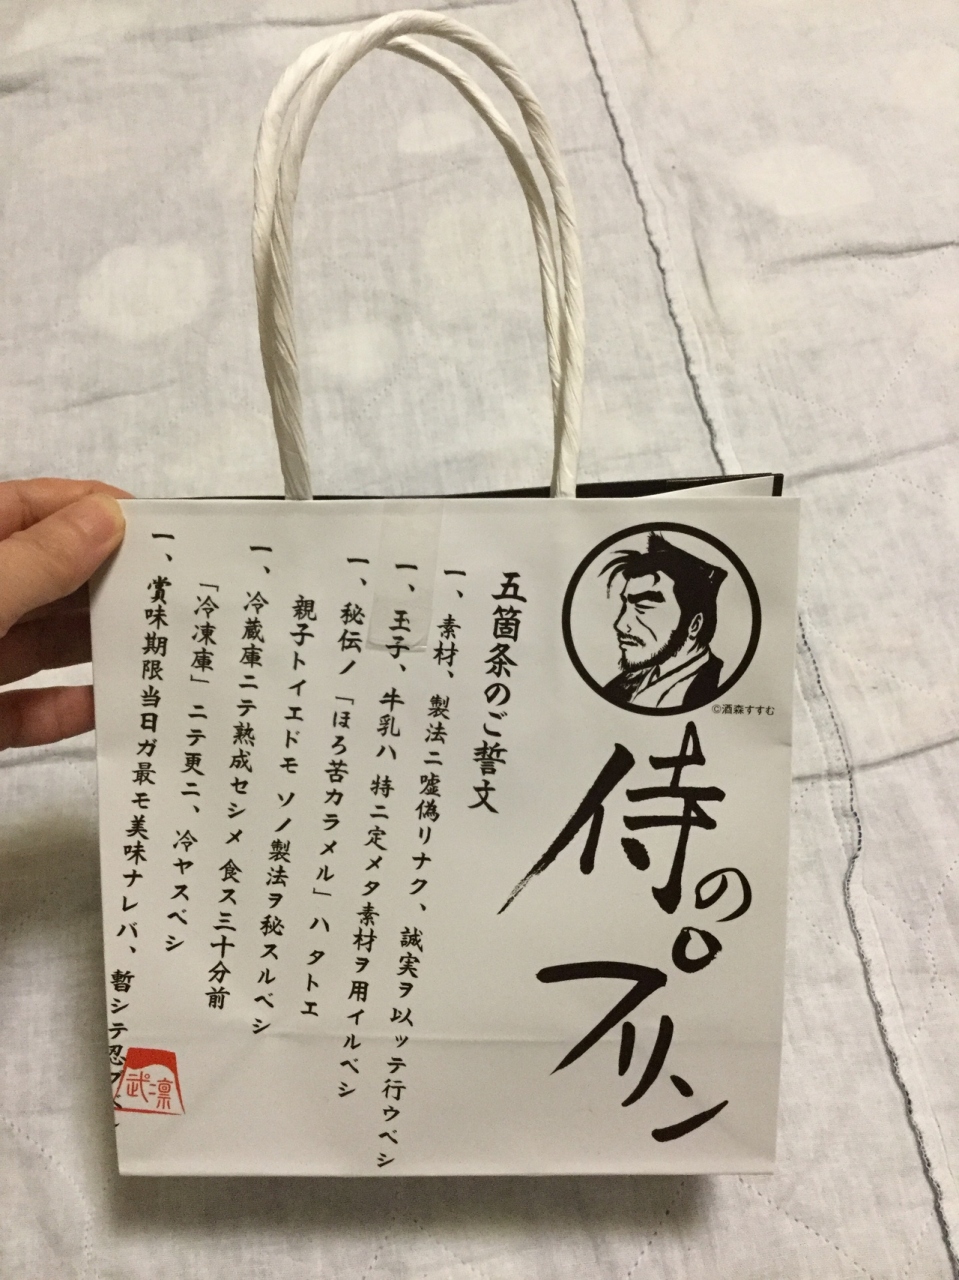 ©酒森すすむ
侍のプリン
五箇条のご誓文
一、素材、製法ニ嘘偽リナク、誠実ヲ以ッテ行ウベシ
一、玉子、牛乳ハ 特ニ定メタ素材ヲ用イルベシ
一、秘伝ノ「ほろ苦カラメル」ハ タトエ
親子トイエドモ ソノ製法ヲ秘スルベシ
一、冷蔵庫ニテ熟成セシメ 食ス三十分前
「冷凍庫」ニテ更ニ、冷ヤスベシ
一、賞味期限当日ガ最モ美味ナレバ、暫シテ忍
武凛